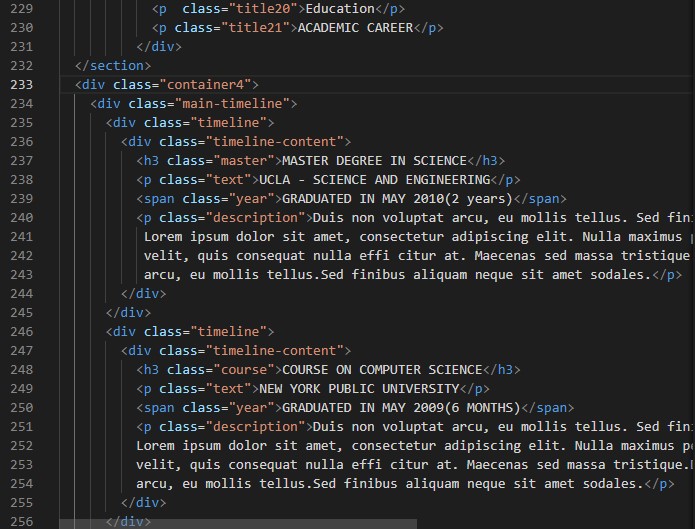 229 <p  class="title20">Education</p>
230 <p class="title21">ACADEMIC CAREER</p>
231 </div>
232 </section>
233 <div class="container4">
234 <div class="main-timeline">
235 <div class="timeline">
236 <div class="timeline-content">
237 <h3 class="master">MASTER DEGREE IN SCIENCE</h3>
238 <p class="text">UCLA - SCIENCE AND ENGINEERING</p>
239 <span class="year">GRADUATED IN MAY 2010(2 years)</span>
240 <p class="description">Duis non voluptat arcu, eu mollis tellus. Sed fin
241 Lorem ipsum dolor sit amet, consectetur adipiscing elit. Nulla maximus
242 velit, quis consequat nulla effi citur at. Maecenas sed massa tristique
243 arcu, eu mollis tellus.Sed finibus aliquam neque sit amet sodales.</p>
244 </div>
245 </div>
246 <div class="timeline">
247 <div class="timeline-content">
248 <h3 class="course">COURSE ON COMPUTER SCIENCE</h3>
249 <p class="text">NEW YORK PUBLIC UNIVERSITY</p>
250 <span class="year">GRADUATED IN MAY 2009(6 MONTHS)</span>
251 <p class="description">Duis non voluptat arcu, eu mollis tellus. Sed fin
252 Lorem ipsum dolor sit amet, consectetur adipiscing elit. Nulla maximus p
253 velit, quis consequat nulla effi citur at. Maecenas sed massa tristique.
254 arcu, eu mollis tellus.Sed finibus aliquam neque sit amet sodales.</p>
255 </div>
256 </div>